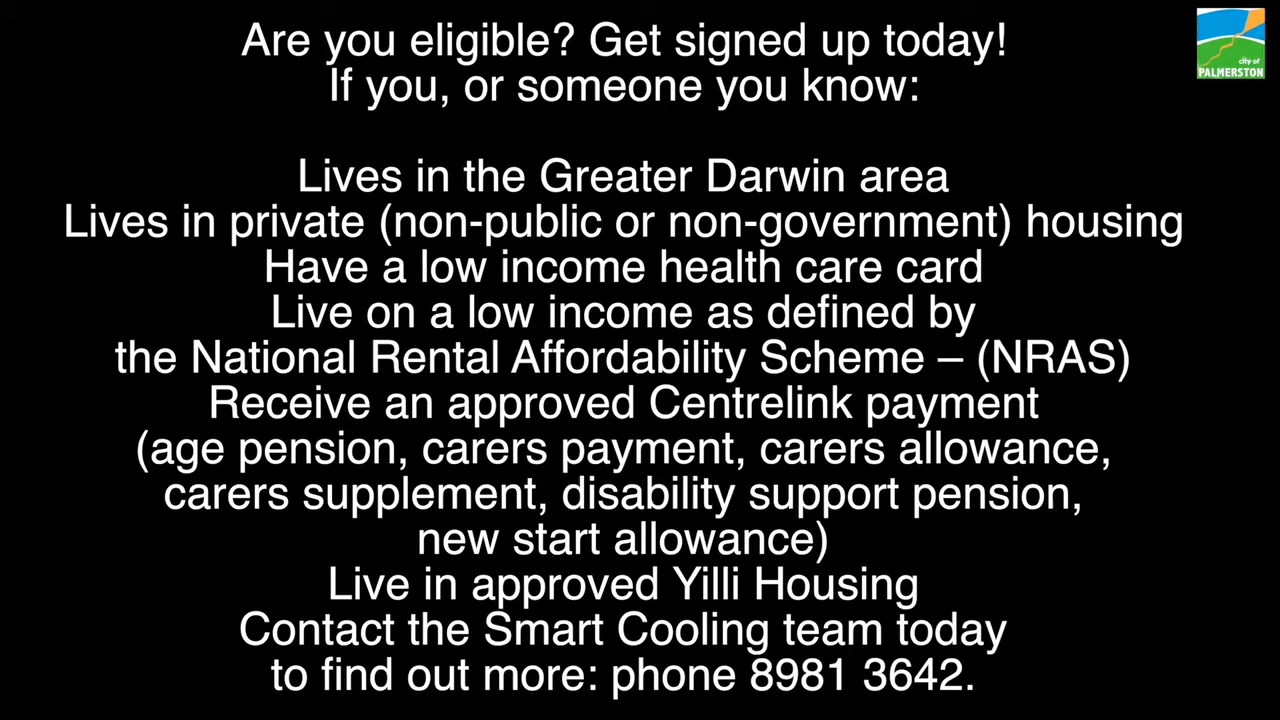 Are you eligible? Get signed up today!
If you, or someone you know:
Lives in the Greater Darwin area
Lives in private (non-public or non-government) housing
Have a low income health care card
Live on a low income as defined by
the National Rental Affordability Scheme – (NRAS)
Receive an approved Centrelink payment
(age pension, carers payment, carers allowance,
carers supplement, disability support pension,
new start allowance)
Live in approved Yilli Housing
Contact the Smart Cooling team today
to find out more: phone 8981 3642.
city of
PALMERSTON